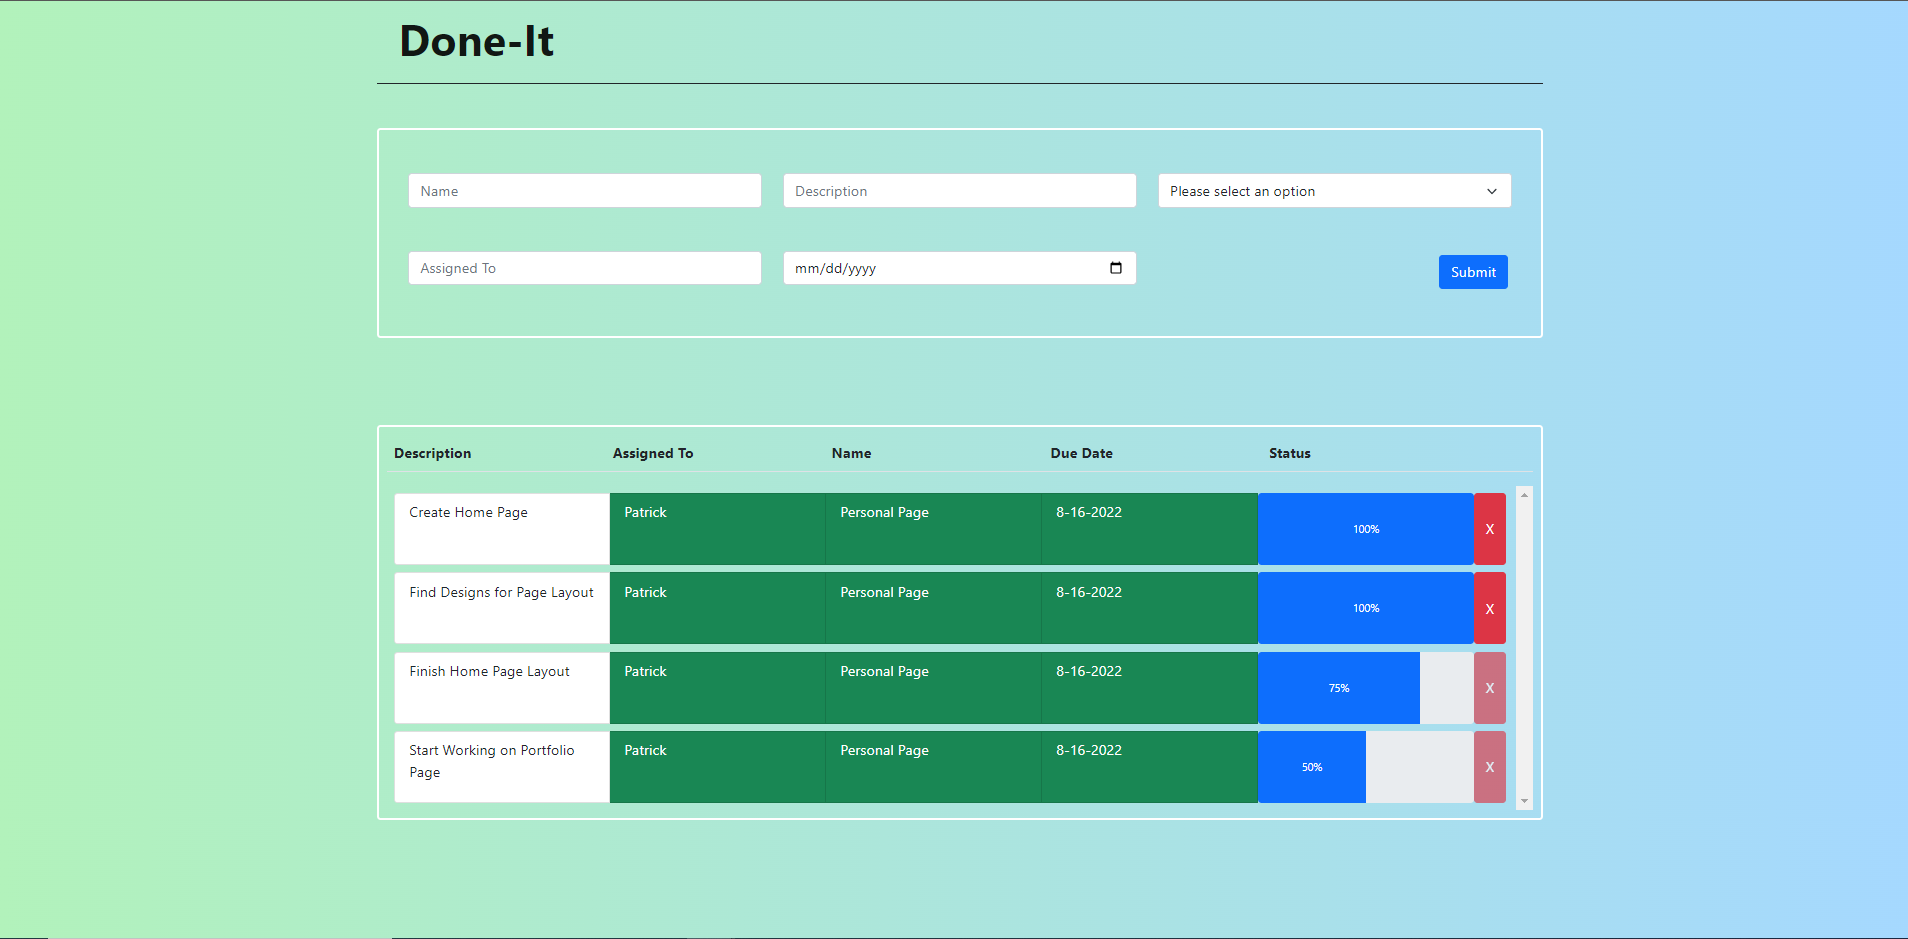 Done-It
Name Description Please select an option
Assigned To mm/dd/yyyy Submit
Description Assigned To Name Due Date Status
Create Home Page Patrick Personal Page 8-16-2022 100% X
Find Designs for Page Layout Patrick Personal Page 8-16-2022 100% X
Finish Home Page Layout Patrick Personal Page 8-16-2022 75% X
Start Working on Portfolio Patrick Personal Page 8-16-2022 50% X
Page